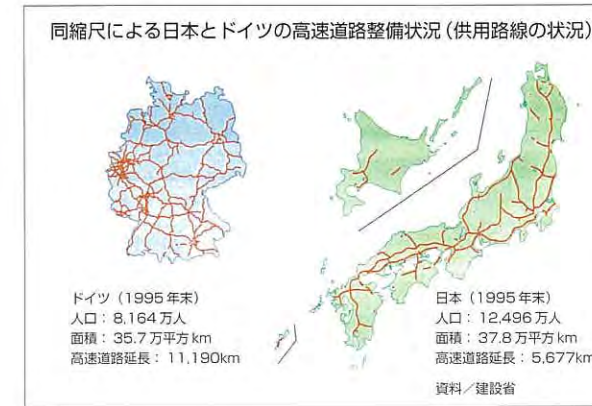 同縮尺による日本とドイツの高速道路整備状況(供用路線の状況)
ドイツ(1995年末)
人口:8,164万人
面積:35.7万平方km
高速道路延長:11,190km
日本(1995年末)
人口:12,496万人
面積:37.8万平方km
高速道路延長:5,677km
資料/建設省